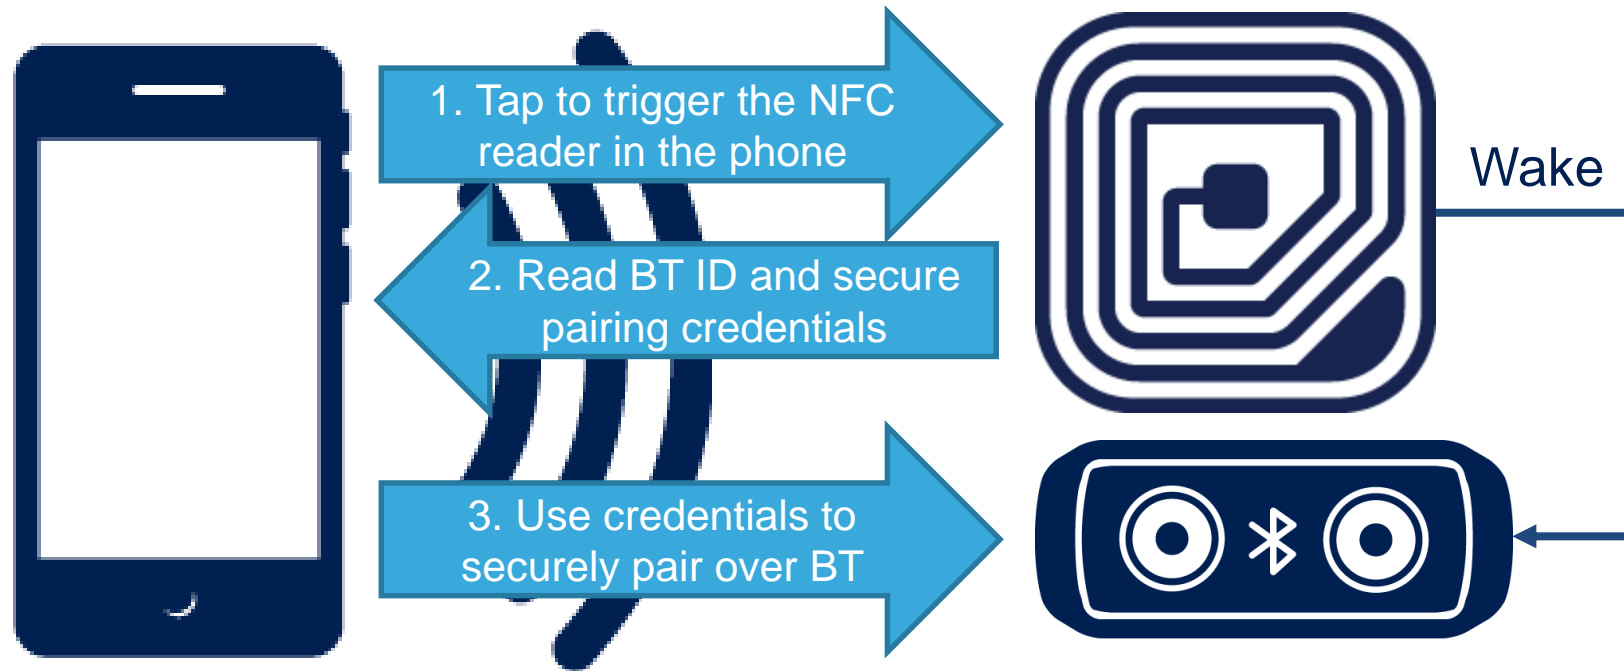 1. Tap to trigger the NFC
reader in the phone
Wake
2. Read BT ID and secure
pairing credentials
3. Use credentials to
securely pair over BT